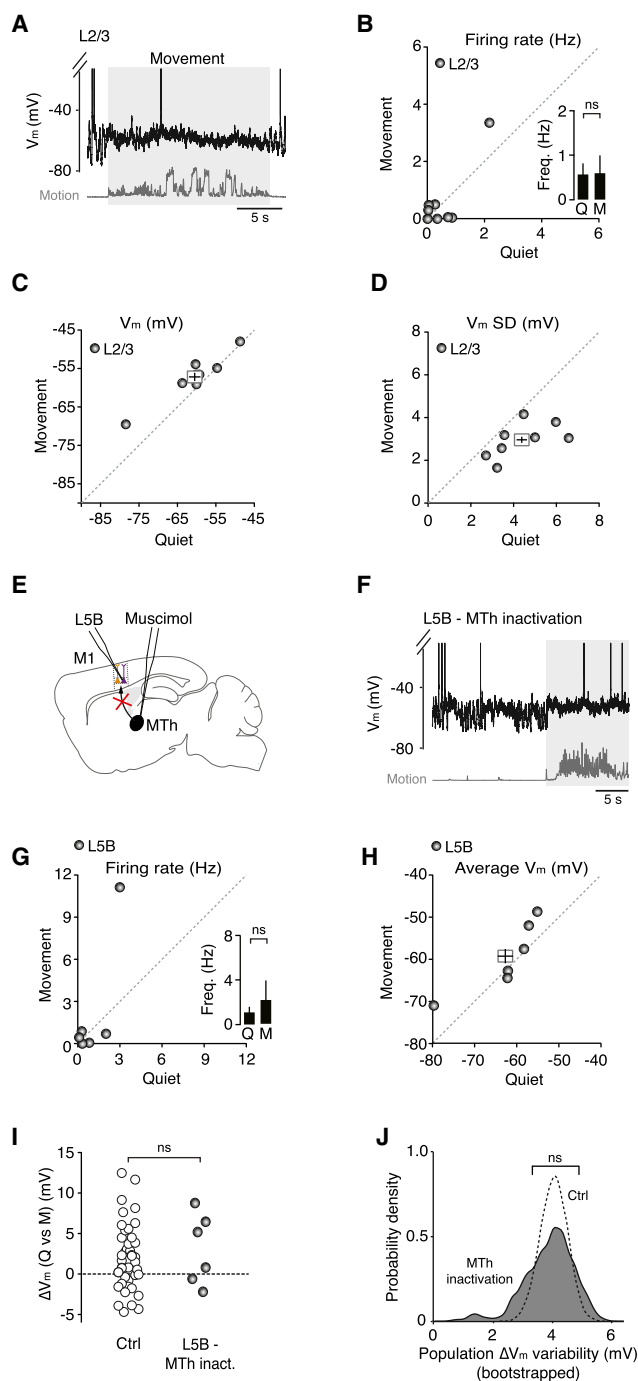 A
L2/3
Movement
-40
Vm (mV)
-80
Motion
5 s
B
Firing rate (Hz)
6
L2/3
4
Movement
2
0
0
2
4
6
Quiet
2
ns
Freq. (Hz)
1
0
Q M
C
Vm (mV)
-45
L2/3
-55
Movement
-65
-75
-85
-85
-75
-65
-55
-45
Quiet
D
Vm SD (mV)
8
L2/3
6
Movement
4
2
0
0
2
4
6
8
Quiet
E
L5B
Muscimol
M1
MTh
F
L5B - MTh inactivation
-40
Vm (mV)
-80
Motion
5 s
G
L5B
Firing rate (Hz)
12
9
Movement
6
3
0
0
3
6
9
12
Quiet
8
ns
Freq. (Hz)
4
0
Q M
H
L5B
Average Vm (mV)
-40
-50
Movement
-60
-70
-80
-80
-70
-60
-50
-40
Quiet
I
15
ns
10
ΔVm (Q vs M) (mV)
5
0
-5
Ctrl
L5B -
MTh inact.
J
1.0
ns
Ctrl
Probability density
0.5
MTh
inactivation
0
0
2
4
6
Population ΔVm variability (mV)
(bootstrapped)